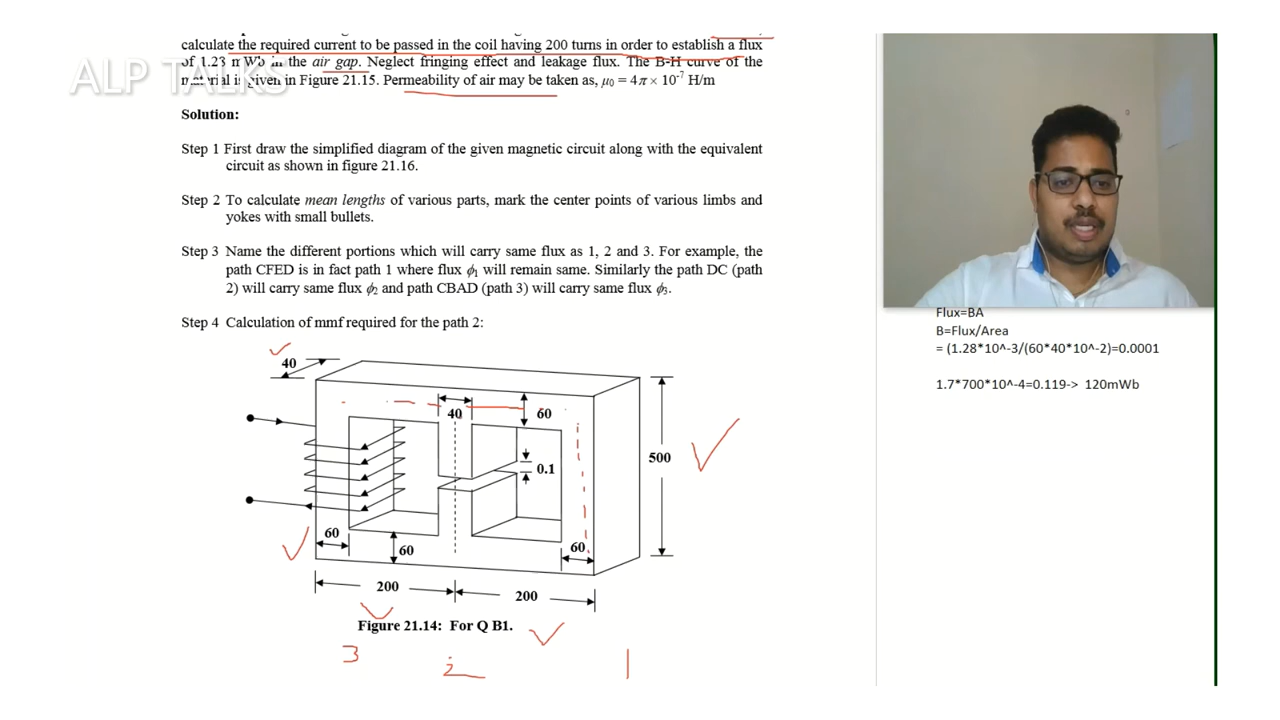 calculate the required current to be passed in the coil having 200 turns in order to establish a flux
of 1.28 mWb in the air gap. Neglect fringing effect and leakage flux. The B-H curve of the
material is given in Figure 21.15. Permeability of air may be taken as, μ0 = 4π × 10⁻⁷ H/m
ALP TALKS
Solution:
Step 1 First draw the simplified diagram of the given magnetic circuit along with the equivalent
circuit as shown in figure 21.16.
Step 2 To calculate mean lengths of various parts, mark the center points of various limbs and
yokes with small bullets.
Step 3 Name the different portions which will carry same flux as 1, 2 and 3. For example, the
path CFED is in fact path 1 where flux ϕ1 will remain same. Similarly the path DC (path
2) will carry same flux ϕ2 and path CBAD (path 3) will carry same flux ϕ3.
Step 4 Calculation of mmf required for the path 2:
Flux=BA
B=Flux/Area
= (1.28*10^-3/(60*40*10^-2)=0.0001
1.7*700*10^-4=0.119-> 120mWb
40
40
60
500
0.1
60
60
60
200
200
Figure 21.14: For Q B1.
3
2
1